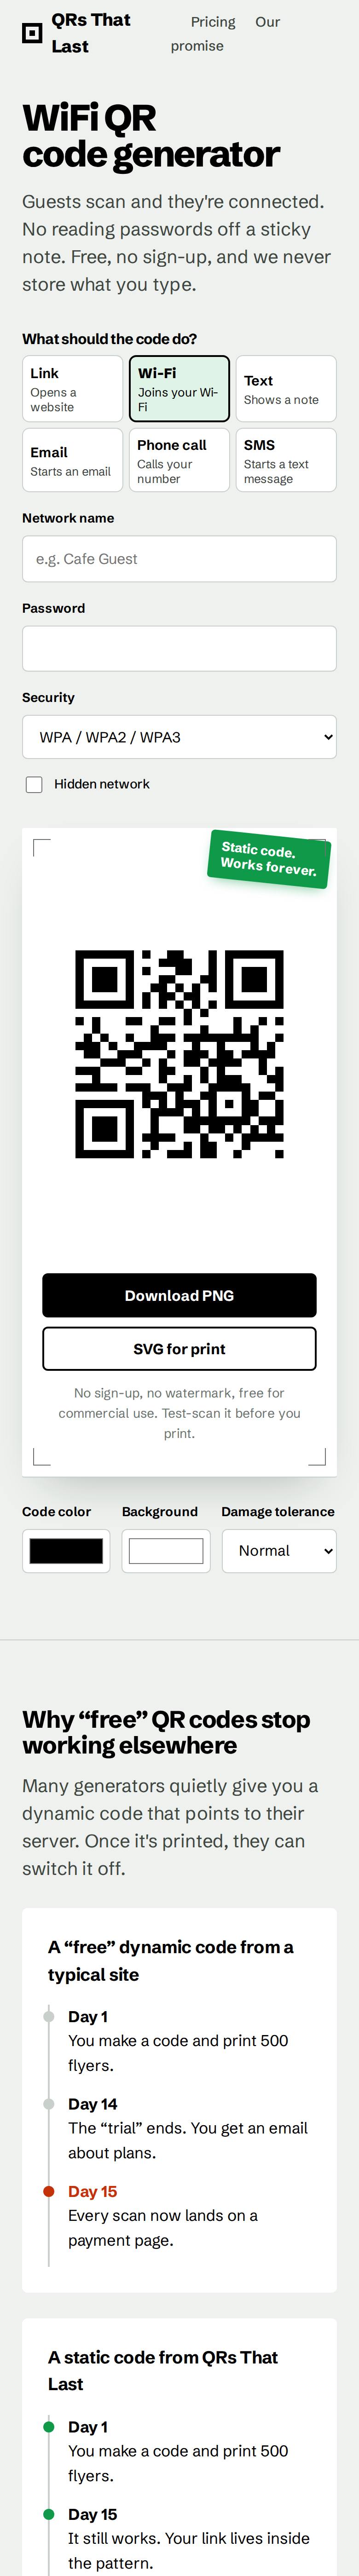 QRs That
Last
Pricing Our
promise
WiFi QR
code generator
Guests scan and they're connected.
No reading passwords off a sticky
note. Free, no sign-up, and we never
store what you type.
What should the code do?
Link
Opens a
website
Wi-Fi
Joins your Wi-
Fi
Text
Shows a note
Email
Starts an email
Phone call
Calls your
number
SMS
Starts a text
message
Network name
e.g. Cafe Guest
Password
Security
WPA / WPA2 / WPA3
Hidden network
Static code.
Works forever.
Download PNG
SVG for print
No sign-up, no watermark, free for
commercial use. Test-scan it before you
print.
Code color
Background
Damage tolerance
Normal
Why “free” QR codes stop
working elsewhere
Many generators quietly give you a
dynamic code that points to their
server. Once it's printed, they can
switch it off.
A “free” dynamic code from a
typical site
Day 1
You make a code and print 500
flyers.
Day 14
The “trial” ends. You get an email
about plans.
Day 15
Every scan now lands on a
payment page.
A static code from QRs That
Last
Day 1
You make a code and print 500
flyers.
Day 15
It still works. Your link lives inside
the pattern.